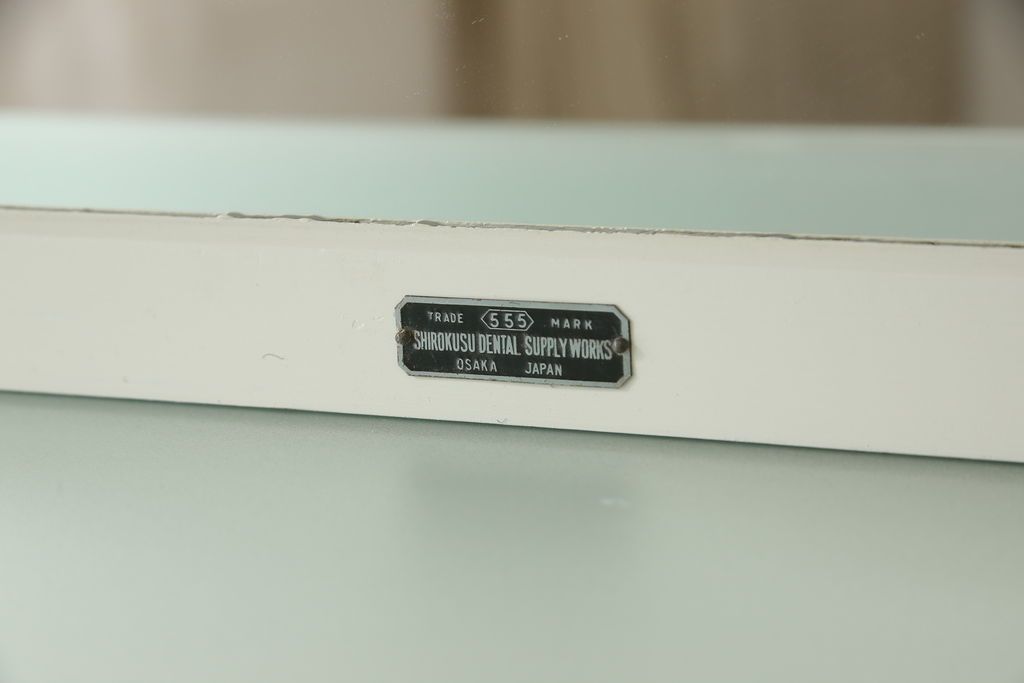 TRADE 555 MARK
SHIROKUSU DENTAL SUPPLY WORKS
OSAKA JAPAN